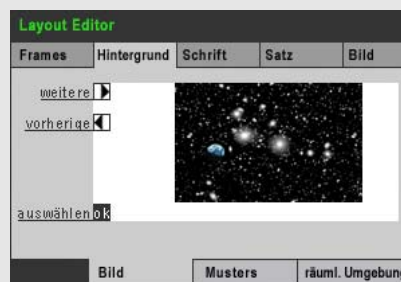 Layout Editor
Frames Hintergrund Schrift Satz Bild
weitere
vorherige
auswählen ok
Bild Musters räuml. Umgebung